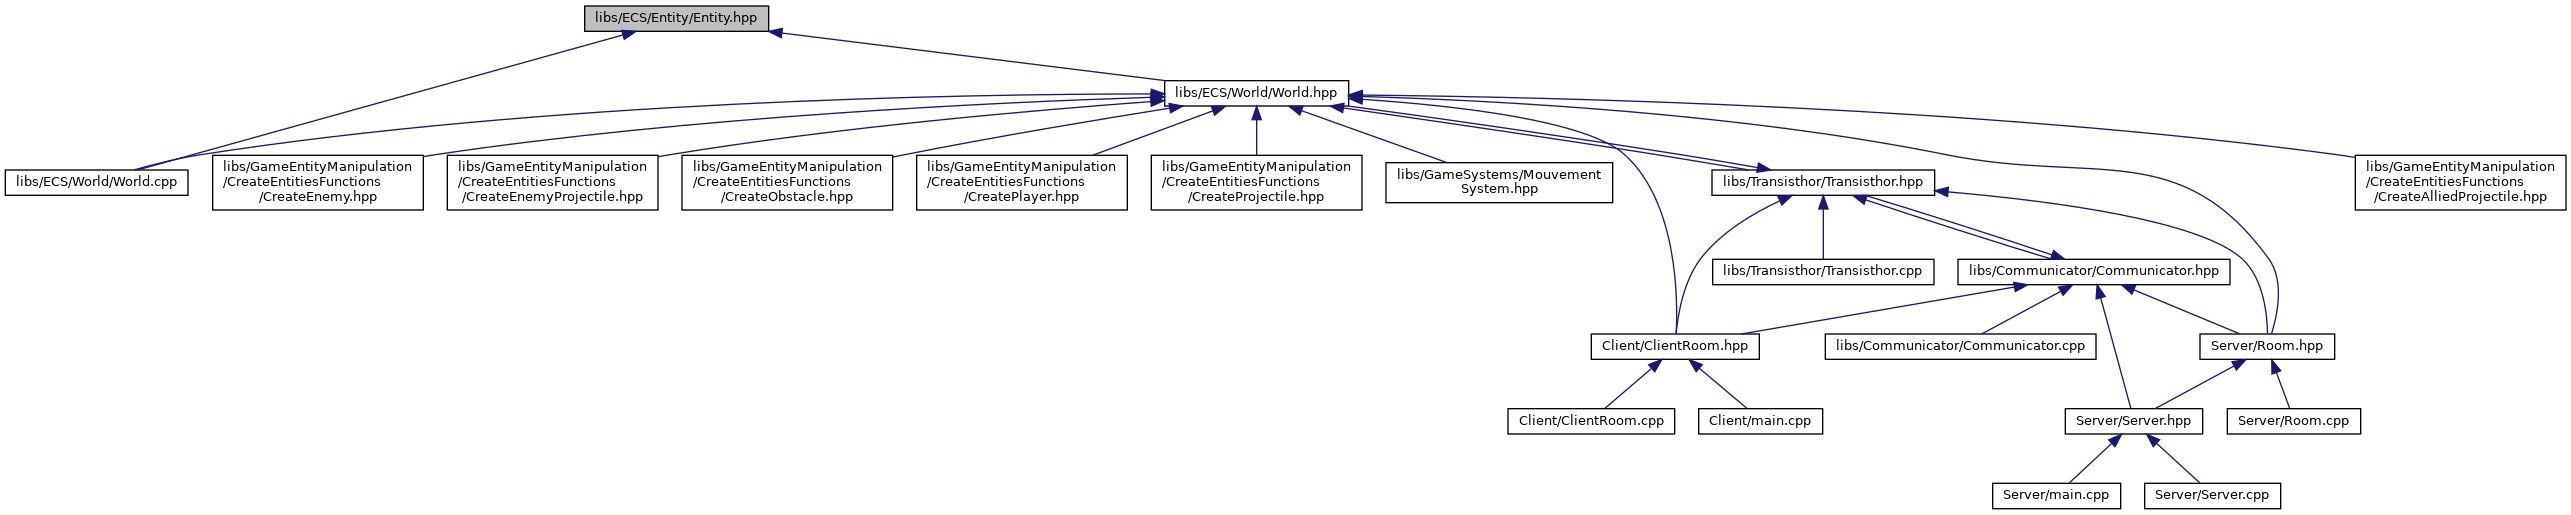 libs/ECS/Entity/Entity.hpp
libs/ECS/World/World.hpp
libs/ECS/World/World.cpp
libs/GameEntityManipulation
/CreateEntitiesFunctions
/CreateEnemy.hpp
libs/GameEntityManipulation
/CreateEntitiesFunctions
/CreateEnemyProjectile.hpp
libs/GameEntityManipulation
/CreateEntitiesFunctions
/CreateObstacle.hpp
libs/GameEntityManipulation
/CreateEntitiesFunctions
/CreatePlayer.hpp
libs/GameEntityManipulation
/CreateEntitiesFunctions
/CreateProjectile.hpp
libs/GameSystems/Mouvement
System.hpp
libs/Transisthor/Transisthor.hpp
libs/GameEntityManipulation
/CreateEntitiesFunctions
/CreateAlliedProjectile.hpp
libs/Transisthor/Transisthor.cpp
libs/Communicator/Communicator.hpp
Client/ClientRoom.hpp
libs/Communicator/Communicator.cpp
Server/Room.hpp
Client/ClientRoom.cpp
Client/main.cpp
Server/Server.hpp
Server/Room.cpp
Server/main.cpp
Server/Server.cpp